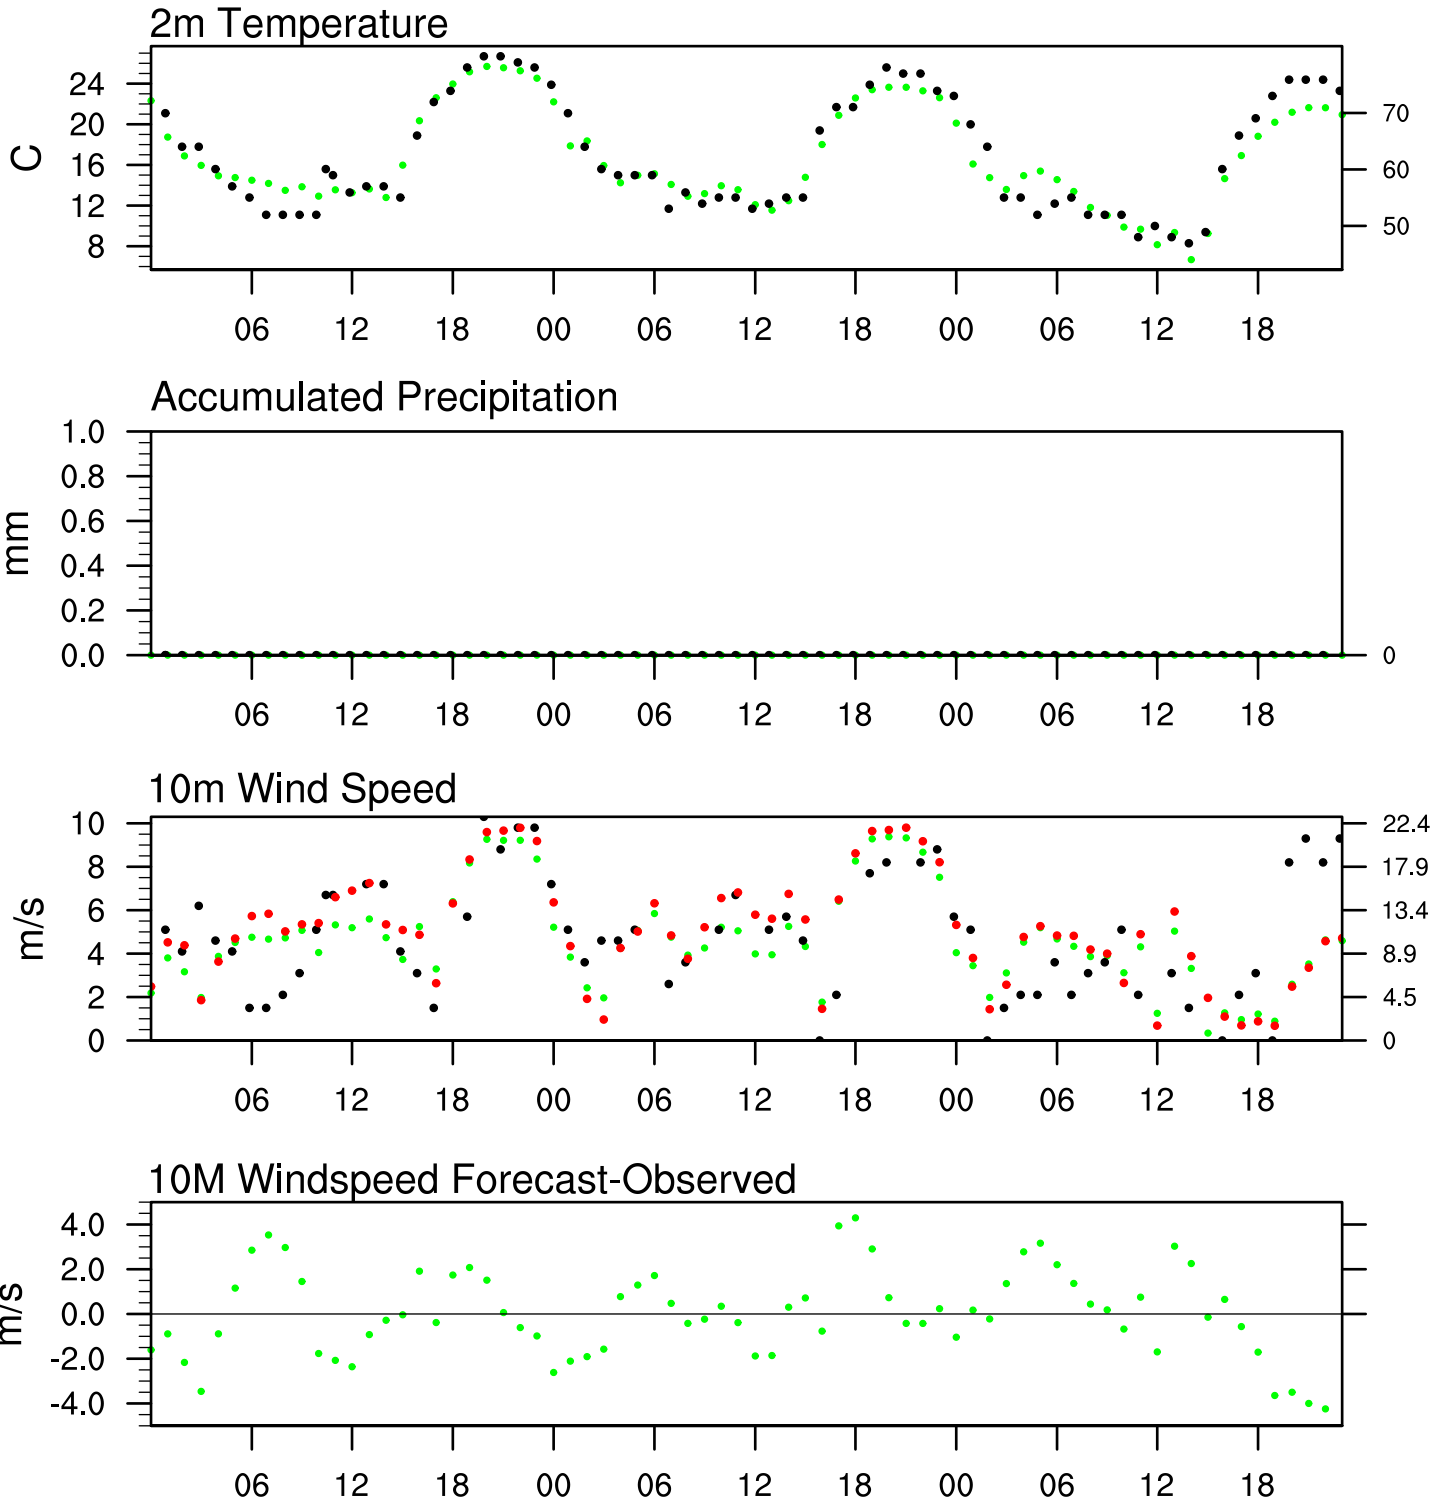 2m Temperature
C
24
20
16
12
8
70
60
50
06 12 18 00 06 12 18 00 06 12 18
Accumulated Precipitation
mm
1.0
0.8
0.6
0.4
0.2
0.0
0
06 12 18 00 06 12 18 00 06 12 18
10m Wind Speed
m/s
10
8
6
4
2
0
22.4
17.9
13.4
8.9
4.5
0
06 12 18 00 06 12 18 00 06 12 18
10M Windspeed Forecast-Observed
m/s
4.0
2.0
0.0
-2.0
-4.0
06 12 18 00 06 12 18 00 06 12 18